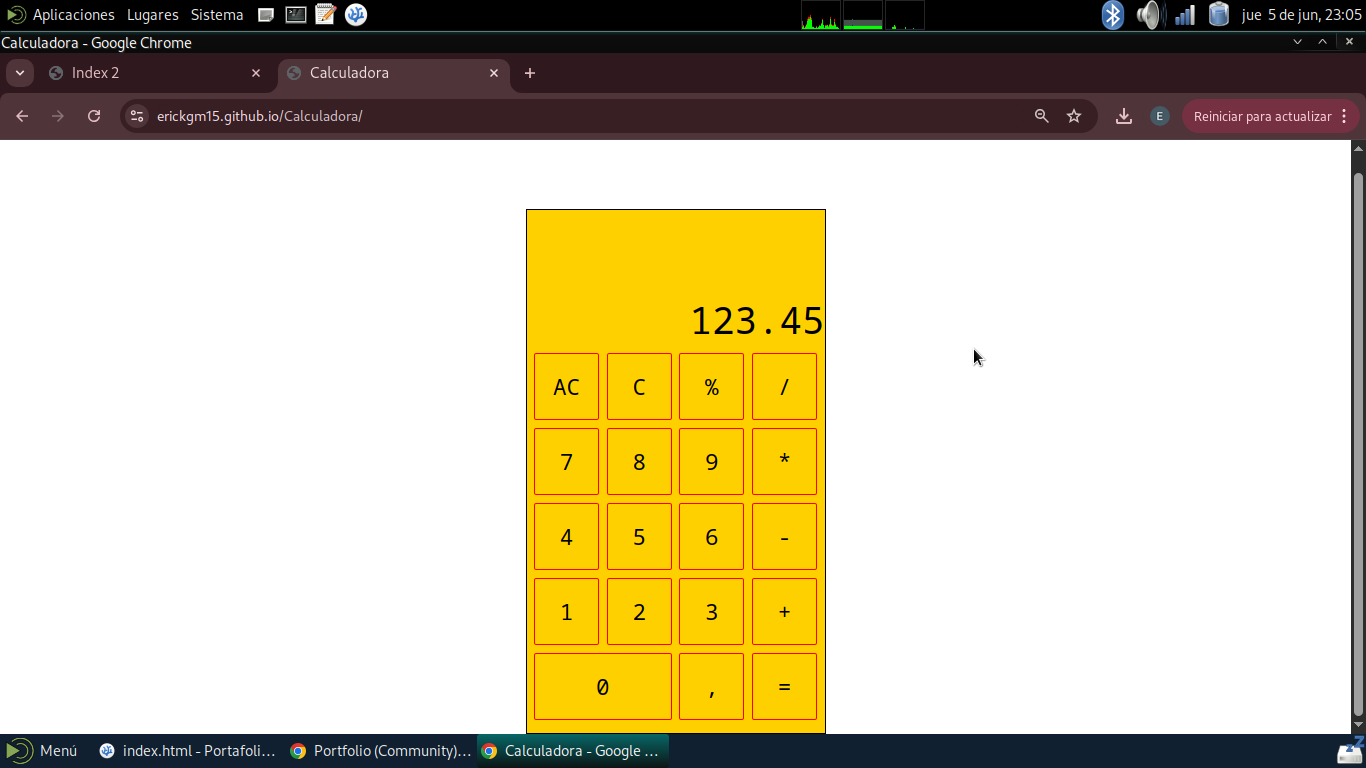 Aplicaciones Lugares Sistema jue 5 de jun, 23:05
Calculadora - Google Chrome
Index 2 Calculadora
erickgm15.github.io/Calculadora/ E Reiniciar para actualizar
123.45
AC C % /
7 8 9 *
4 5 6 -
1 2 3 +
0 , =
Menú index.html - Portafoli... Portfolio (Community)... Calculadora - Google ...